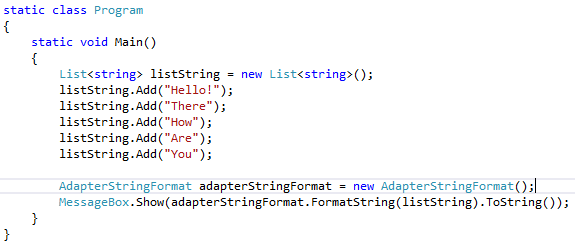 static class Program
{
    static void Main()
    {
        List<string> listString = new List<string>();
        listString.Add("Hello!");
        listString.Add("There");
        listString.Add("How");
        listString.Add("Are");
        listString.Add("You");

        AdapterStringFormat adapterStringFormat = new AdapterStringFormat();
        MessageBox.Show(adapterStringFormat.FormatString(listString).ToString());
    }
}